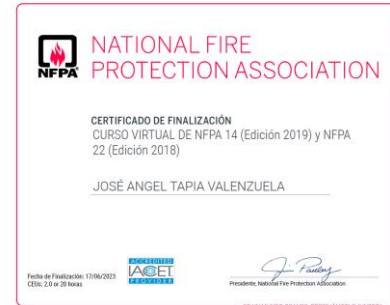 NATIONAL FIRE
PROTECTION ASSOCIATION
NFPA
CERTIFICADO DE FINALIZACIÓN
CURSO VIRTUAL DE NFPA 14 (Edición 2019) y NFPA
22 (Edición 2018)
JOSÉ ANGEL TAPIA VALENZUELA
Fecha de Finalización: 17/06/2023
CEUs: 2.0 or 20 horas
ACCREDITED
IACET
PROVIDER
Presidente, National Fire Protection Association